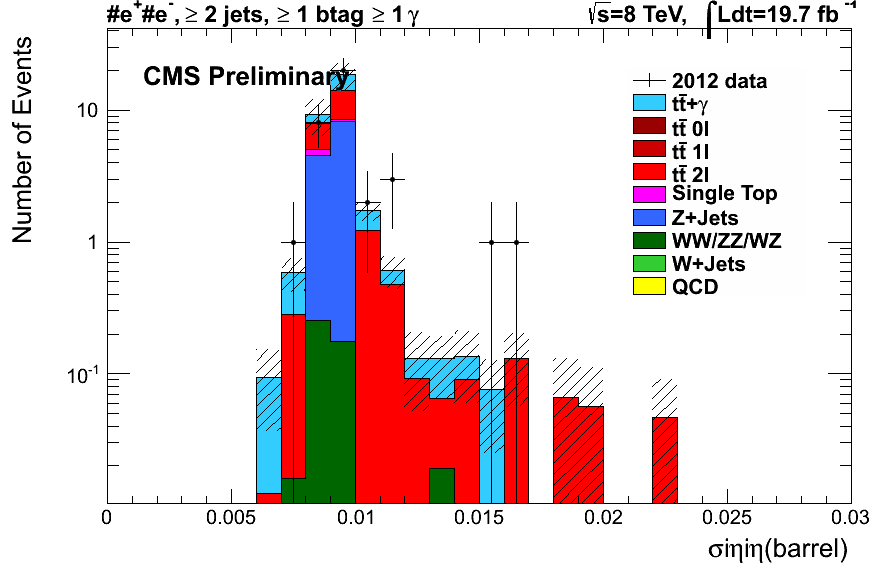 #e⁺#e⁻, ≥ 2 jets, ≥ 1 btag ≥ 1 γ
√s=8 TeV, ∫Ldt=19.7 fb⁻¹
CMS Preliminary
Number of Events
10
1
10⁻¹
2012 data
tt̄+γ
tt̄ 0l
tt̄ 1l
tt̄ 2l
Single Top
Z+Jets
WW/ZZ/WZ
W+Jets
QCD
0 0.005 0.01 0.015 0.02 0.025 0.03
σiηiη(barrel)